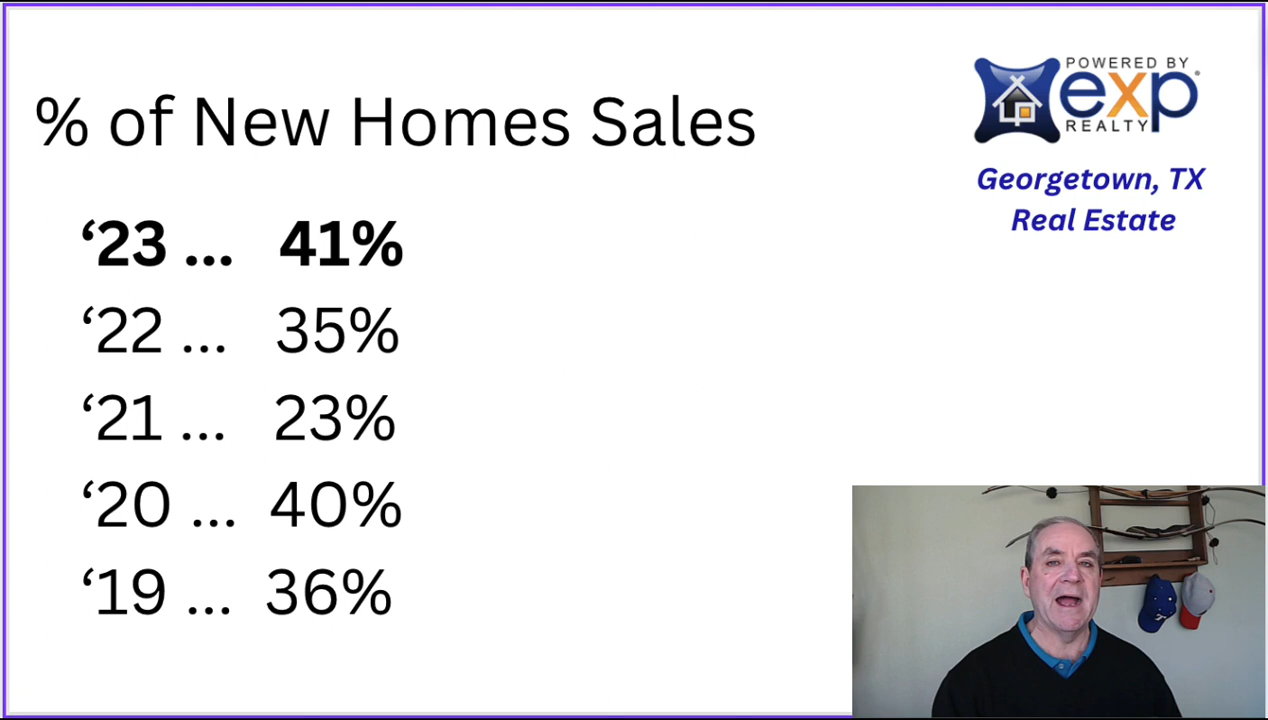 % of New Homes Sales
‘23 ... 41%
‘22 ... 35%
‘21 ... 23%
‘20 ... 40%
‘19 ... 36%
POWERED BY
exp®
REALTY
Georgetown, TX
Real Estate